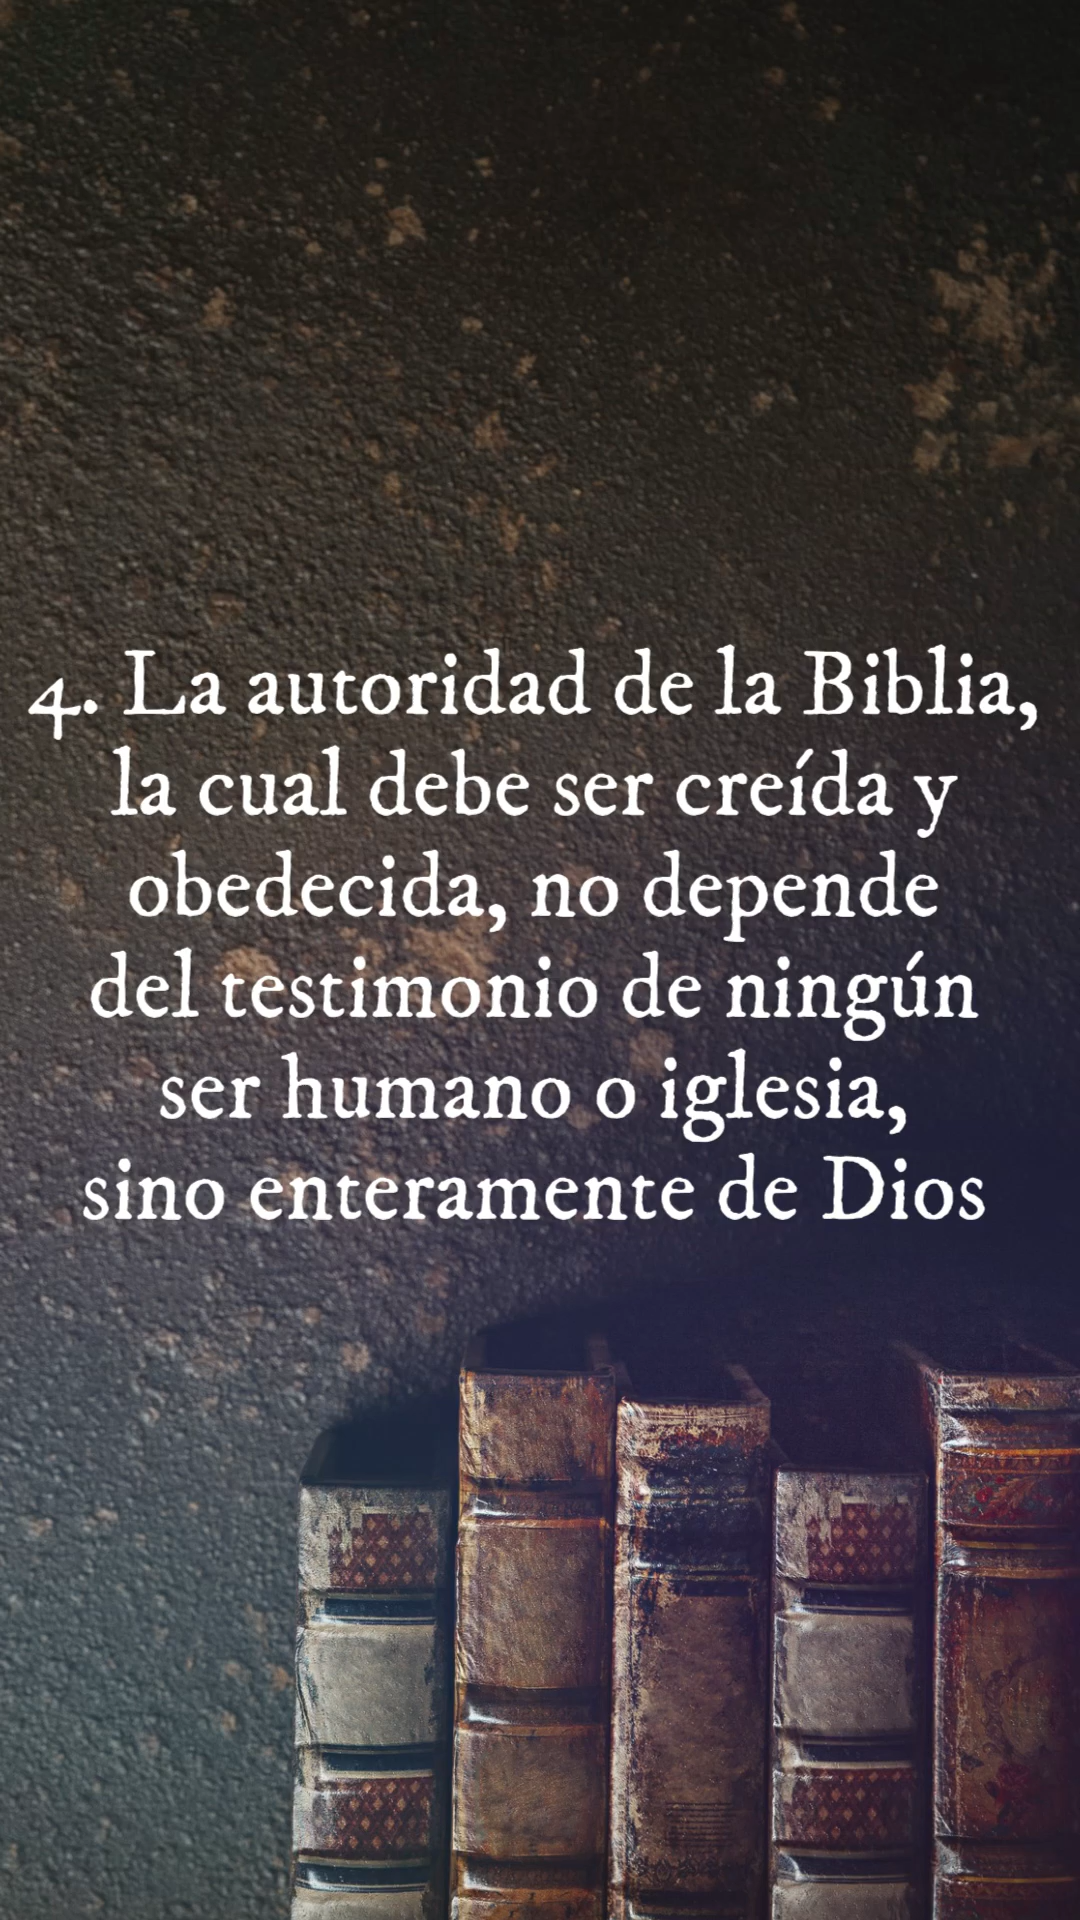 4. La autoridad de la Biblia,
la cual debe ser creída y
obedecida, no depende
del testimonio de ningún
ser humano o iglesia,
sino enteramente de Dios